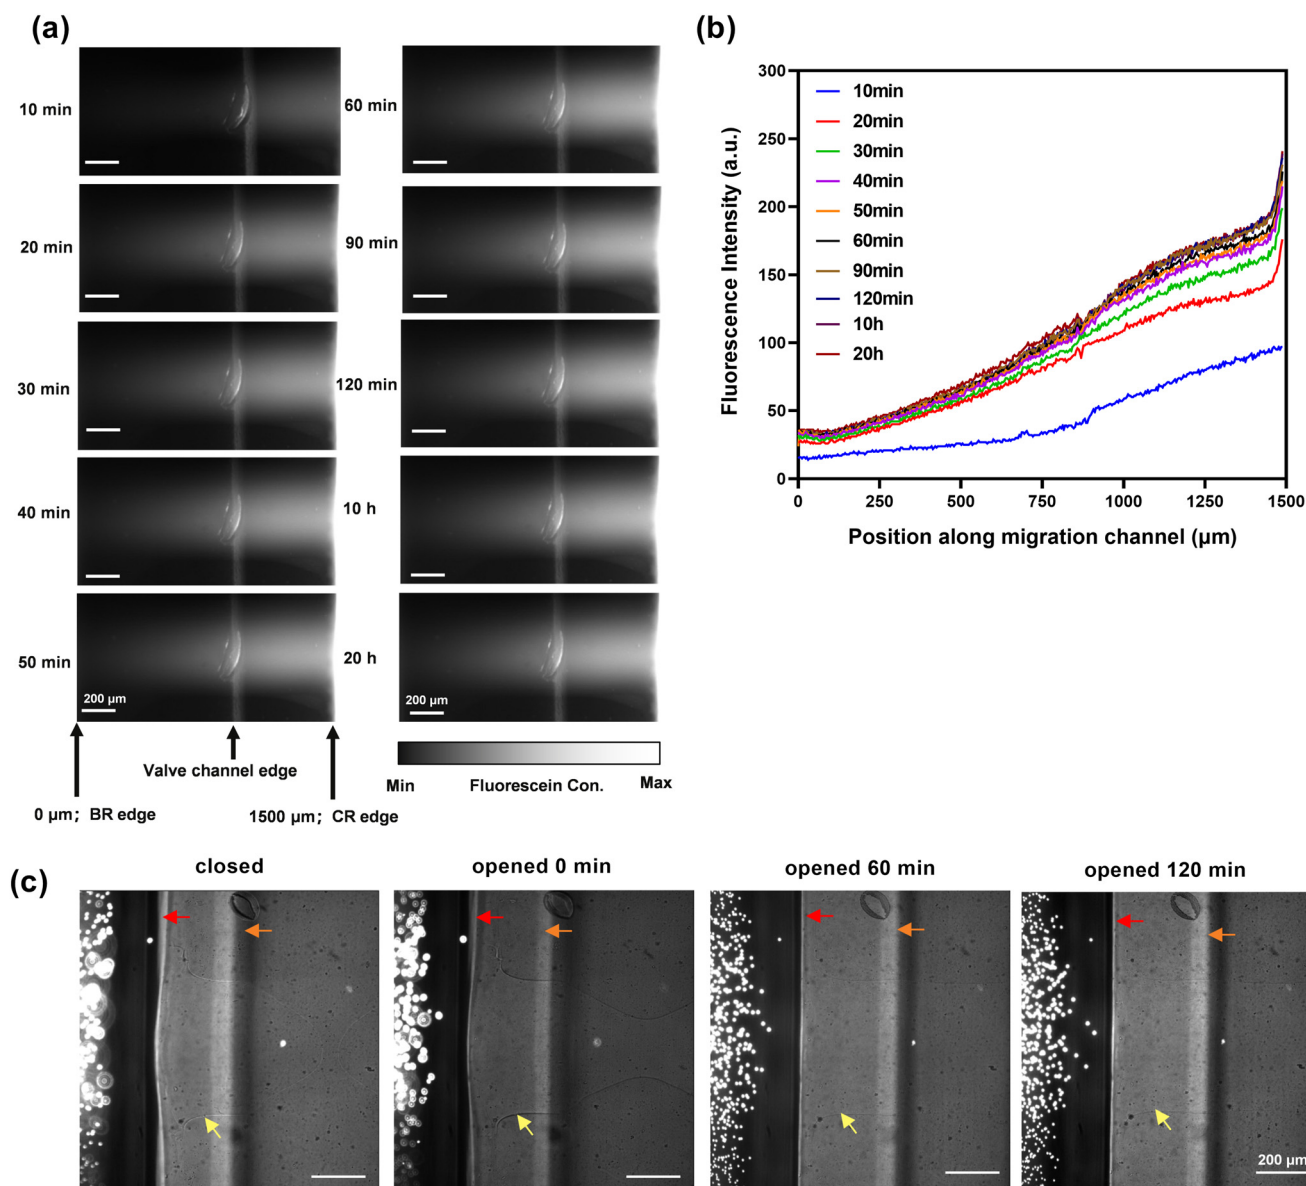 (a)
10 min
20 min
30 min
40 min
50 min
200 µm
60 min
90 min
120 min
10 h
20 h
200 µm
Valve channel edge
0 µm; BR edge
1500 µm; CR edge
Min
Fluorescein Con.
Max
(b)
Fluorescence Intensity (a.u.)
300
250
200
150
100
50
0
10min
20min
30min
40min
50min
60min
90min
120min
10h
20h
0
250
500
750
1000
1250
1500
Position along migration channel (µm)
(c)
closed
opened 0 min
opened 60 min
opened 120 min
200 µm